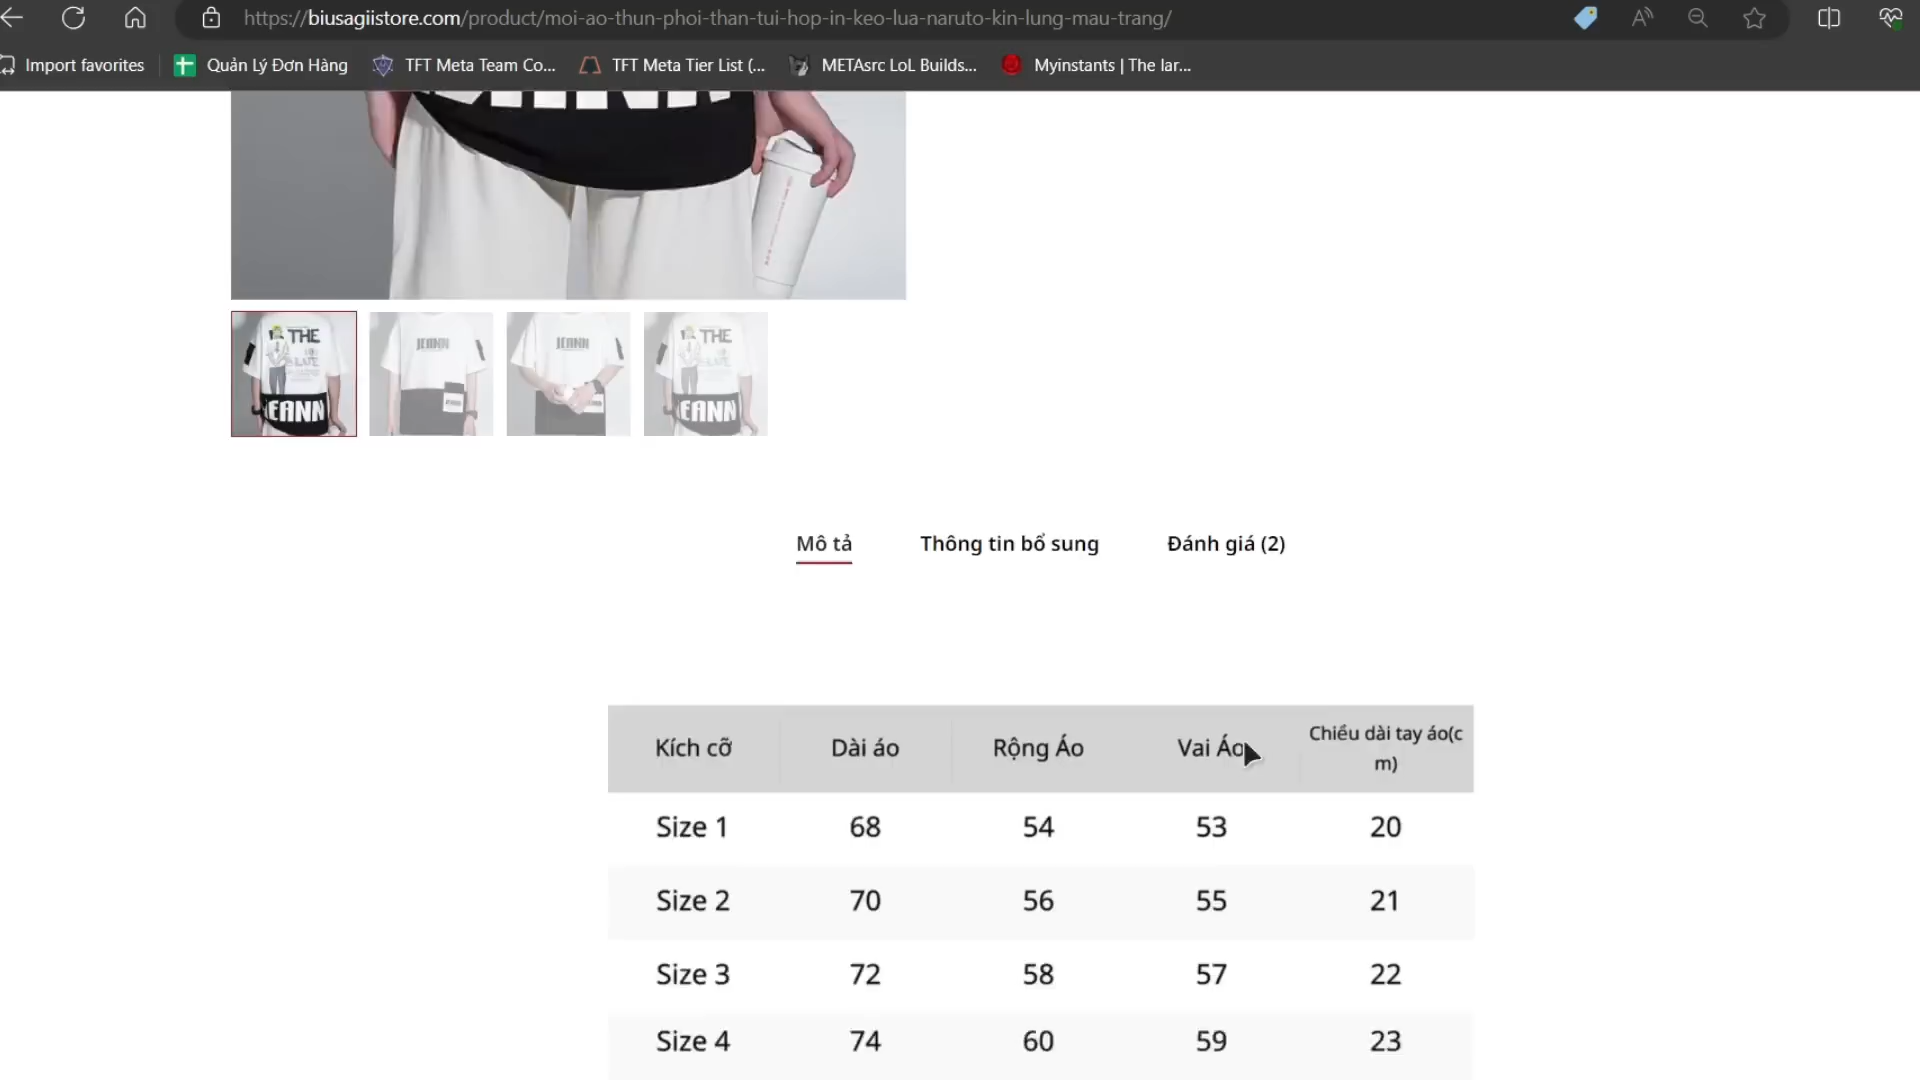 https://biusagiistore.com/product/moi-ao-thun-phoi-than-tui-hop-in-keo-lua-naruto-kin-lung-mau-trang/
Import favorites
Quản Lý Đơn Hàng
TFT Meta Team Co...
TFT Meta Tier List (...
METAsrc LoL Builds...
Myinstants | The lar...
THE
EANN
JEANN
JEANN
JEANN
THE
EANN
Mô tả
Thông tin bổ sung
Đánh giá (2)
Kích cỡ Dài áo Rộng Áo Vai Áo Chiều dài tay áo(c
m)
Size 1 68 54 53 20
Size 2 70 56 55 21
Size 3 72 58 57 22
Size 4 74 60 59 23